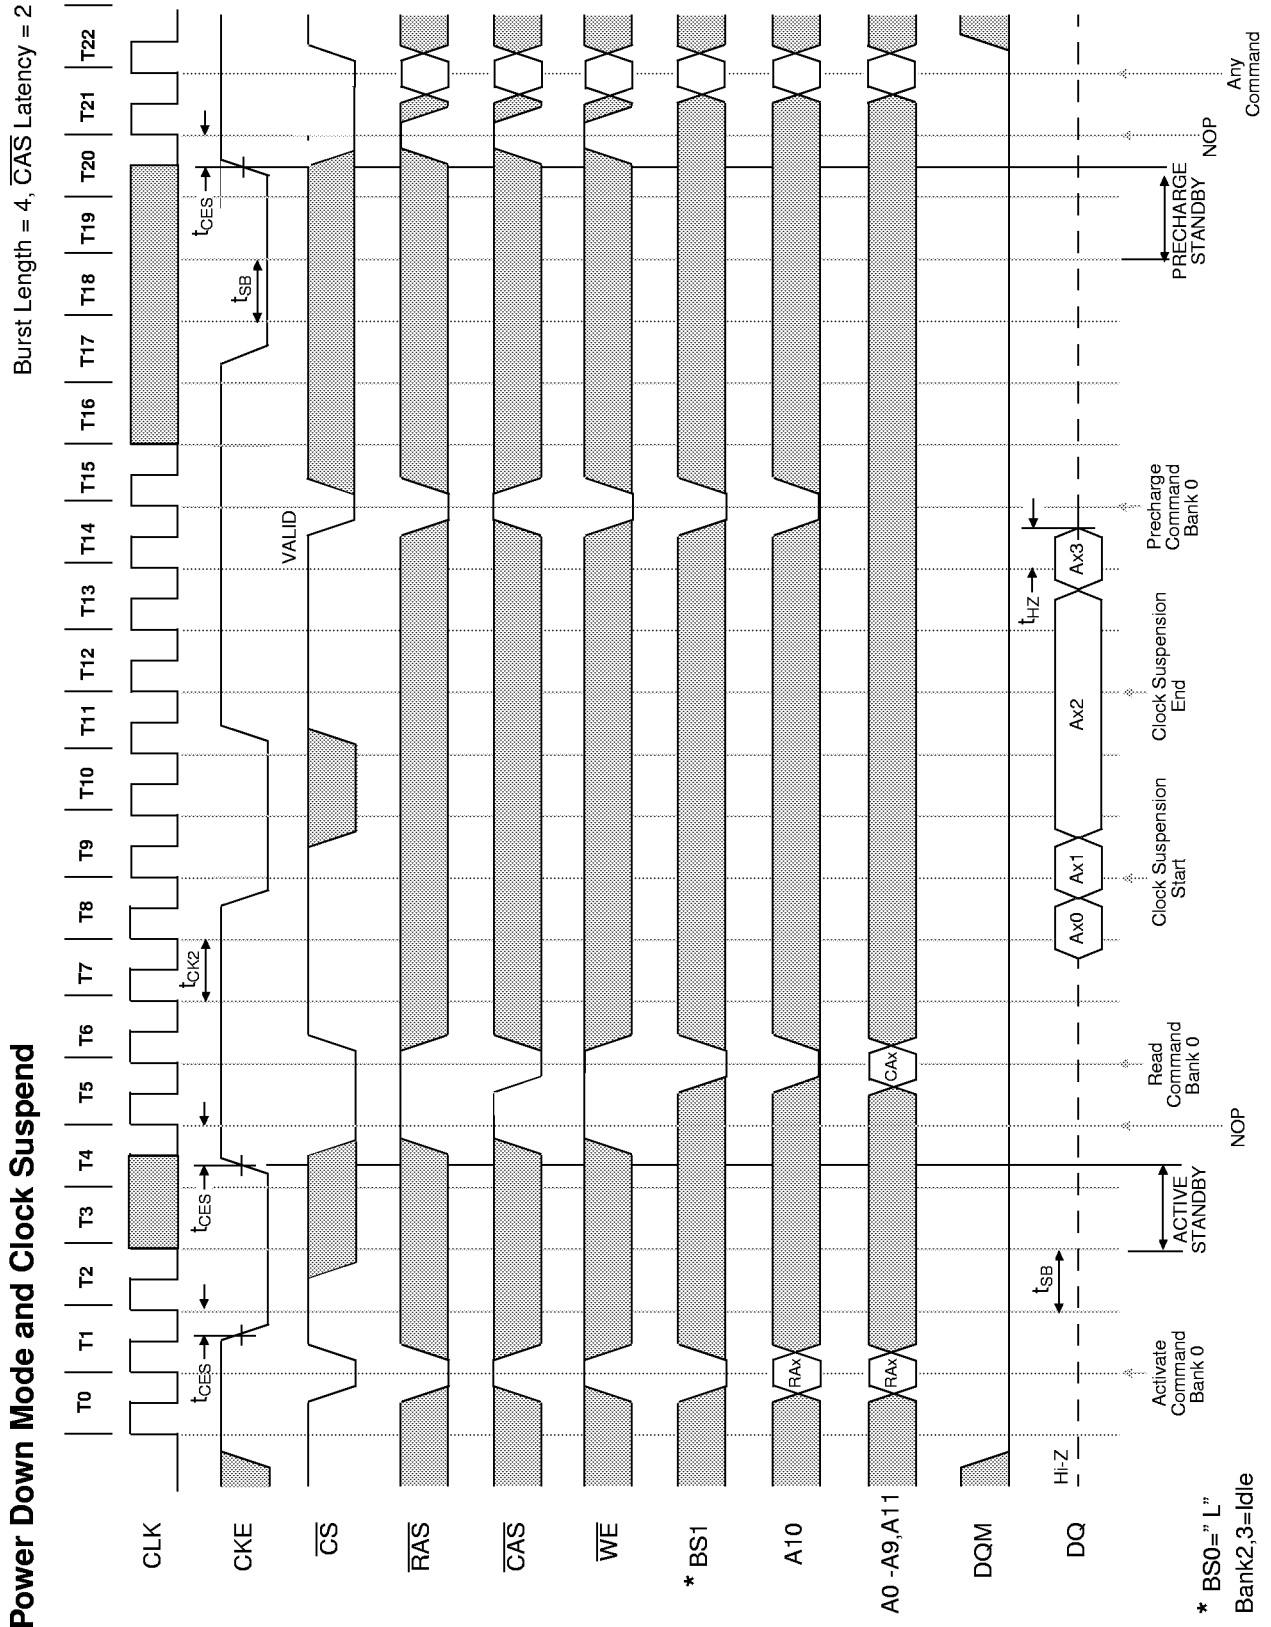 Power Down Mode and Clock Suspend
Burst Length = 4, CAS Latency = 2
T0 T1 T2 T3 T4 T5 T6 T7 T8 T9 T10 T11 T12 T13 T14 T15 T16 T17 T18 T19 T20 T21 T22
CLK
tCES
tCES
tCK2
tCES
CKE
tSB
CS
VALID
RAS
CAS
WE
* BS1
A10
RAx
A0 -A9,A11
RAx
CAx
DQM
tSB
tHZ
DQ
Hi-Z
Ax0
Ax1
Ax2
Ax3
ACTIVE
STANDBY
PRECHARGE
STANDBY
Activate
Command
Bank 0
NOP
Read
Command
Bank 0
Clock Suspension
Start
Clock Suspension
End
Precharge
Command
Bank 0
NOP
Any
Command
* BS0=” L”
Bank2,3=Idle